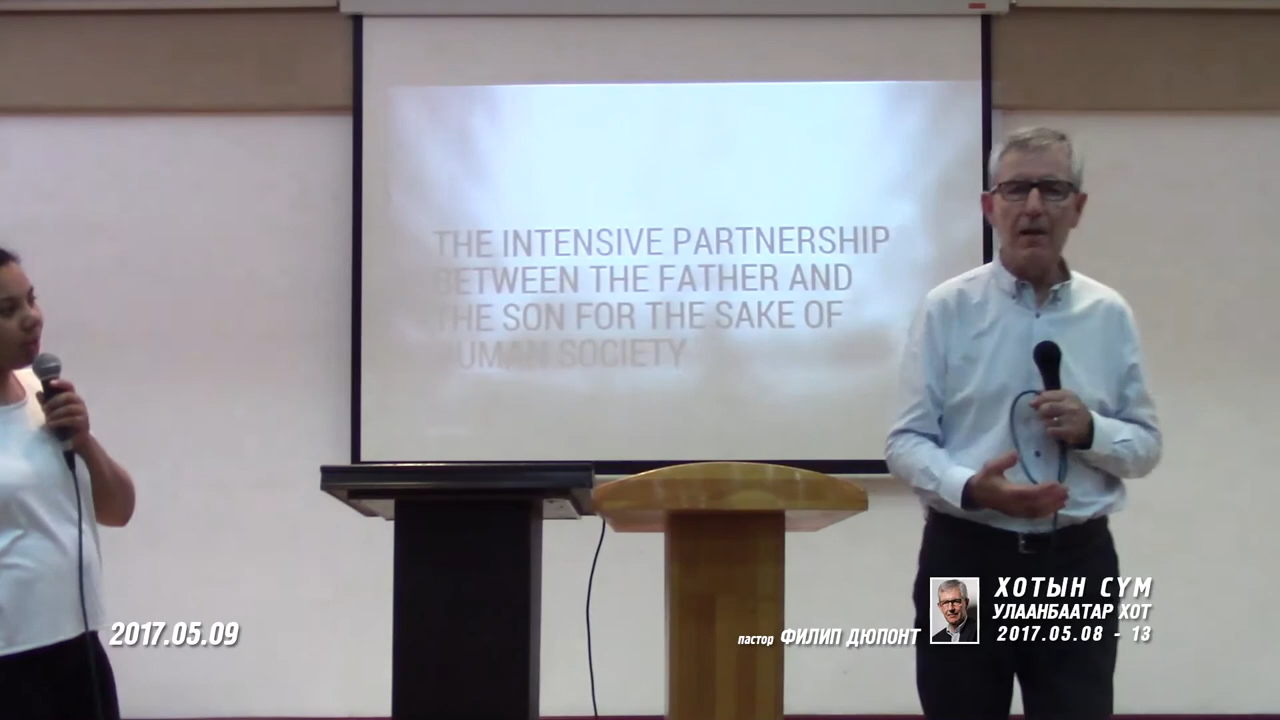 THE INTENSIVE PARTNERSHIP
BETWEEN THE FATHER AND
THE SON FOR THE SAKE OF
HUMAN SOCIETY
2017.05.09
пастор ФИЛИП ДЮПОНТ
ХОТЫН СҮМ
УЛААНБААТАР ХОТ
2017.05.08 - 13